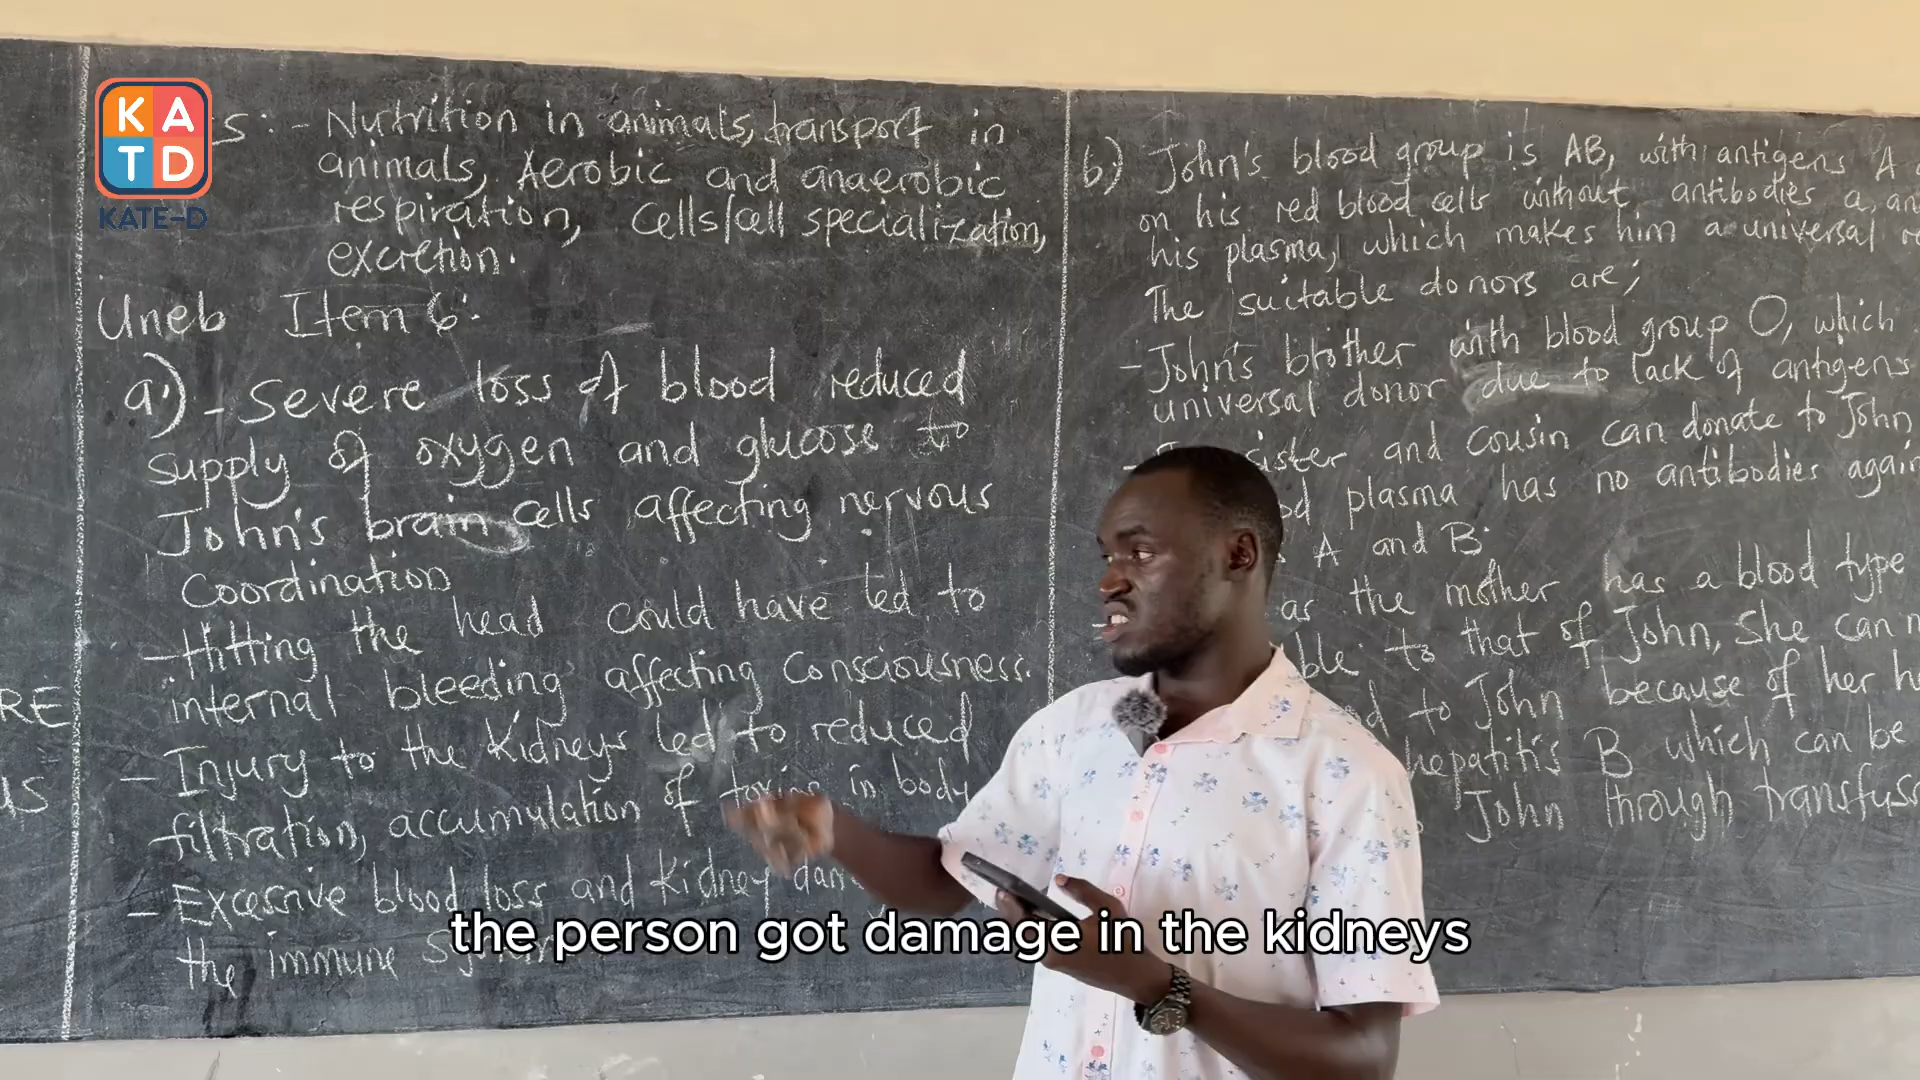 KATD
KATE-D
s: - Nutrition in animals, transport in
animals, Aerobic and anaerobic
respiration, Cells/cell specialization,
excretion.
Uneb Item 6:
a) - Severe loss of blood reduced
supply of oxygen and glucose to
John's brain cells affecting nervous
Coordination
- Hitting the head could have led to
internal bleeding affecting Consciousness.
- Injury to the Kidneys led to reduced
filtration, accumulation of toxins in body
- Excessive blood loss and Kidney dam
the immune
RE
us
b) John's blood group is AB, with antigens A
on his red blood cells without antibodies a, an
his plasma, which makes him a universal re
The suitable donors are;
- John's brother with blood group O, which
universal donor due to lack of antigens
- sister and cousin can donate to John
plasma has no antibodies again
A and B.
as the mother has a blood type
ble to that of John, She can n
d to John because of her he
hepatitis B which can be
John through transfus
the person got damage in the kidneys